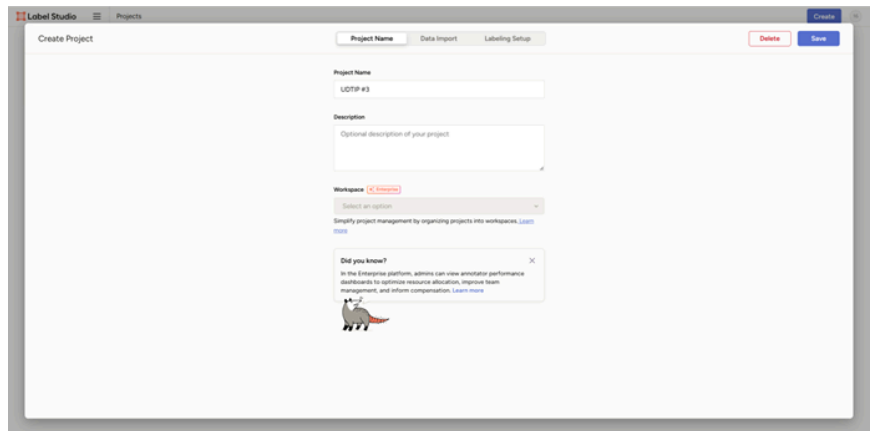 Label Studio
Projects
Create
Create Project
Project Name
Data Import
Labeling Setup
Delete
Save
Project Name
UDTIP #3
Description
Optional description of your project
Workspace
Enterprise
Select an option
Simplify project management by organizing projects into workspaces. Learn
more
Did you know?
In the Enterprise platform, admins can view annotator performance
dashboards to optimize resource allocation, improve team
management, and inform compensation. Learn more